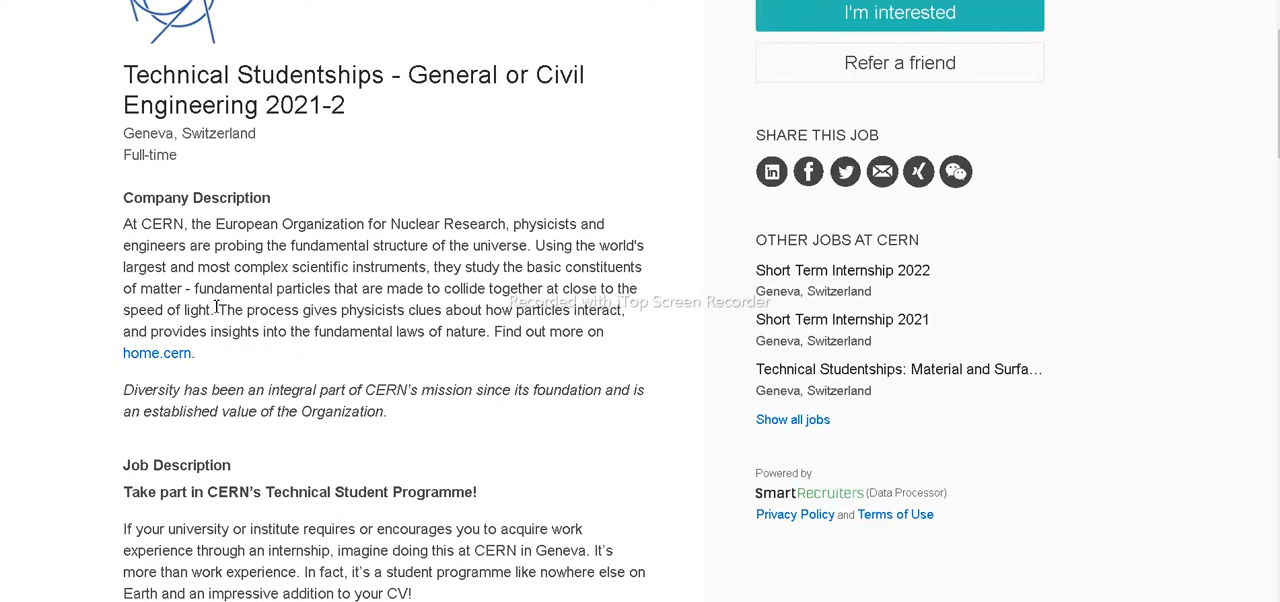 Technical Studentships - General or Civil
Engineering 2021-2
Geneva, Switzerland
Full-time
Company Description
At CERN, the European Organization for Nuclear Research, physicists and
engineers are probing the fundamental structure of the universe. Using the world's
largest and most complex scientific instruments, they study the basic constituents
of matter - fundamental particles that are made to collide together at close to the
speed of light. The process gives physicists clues about how particles interact,
and provides insights into the fundamental laws of nature. Find out more on
home.cern.
Diversity has been an integral part of CERN's mission since its foundation and is
an established value of the Organization.
Job Description
Take part in CERN's Technical Student Programme!
If your university or institute requires or encourages you to acquire work
experience through an internship, imagine doing this at CERN in Geneva. It's
more than work experience. In fact, it's a student programme like nowhere else on
Earth and an impressive addition to your CV!
Recorded with iTop Screen Recorder
I'm interested
Refer a friend
SHARE THIS JOB
OTHER JOBS AT CERN
Short Term Internship 2022
Geneva, Switzerland
Short Term Internship 2021
Geneva, Switzerland
Technical Studentships: Material and Surfa…
Geneva, Switzerland
Show all jobs
Powered by
SmartRecruiters (Data Processor)
Privacy Policy and Terms of Use